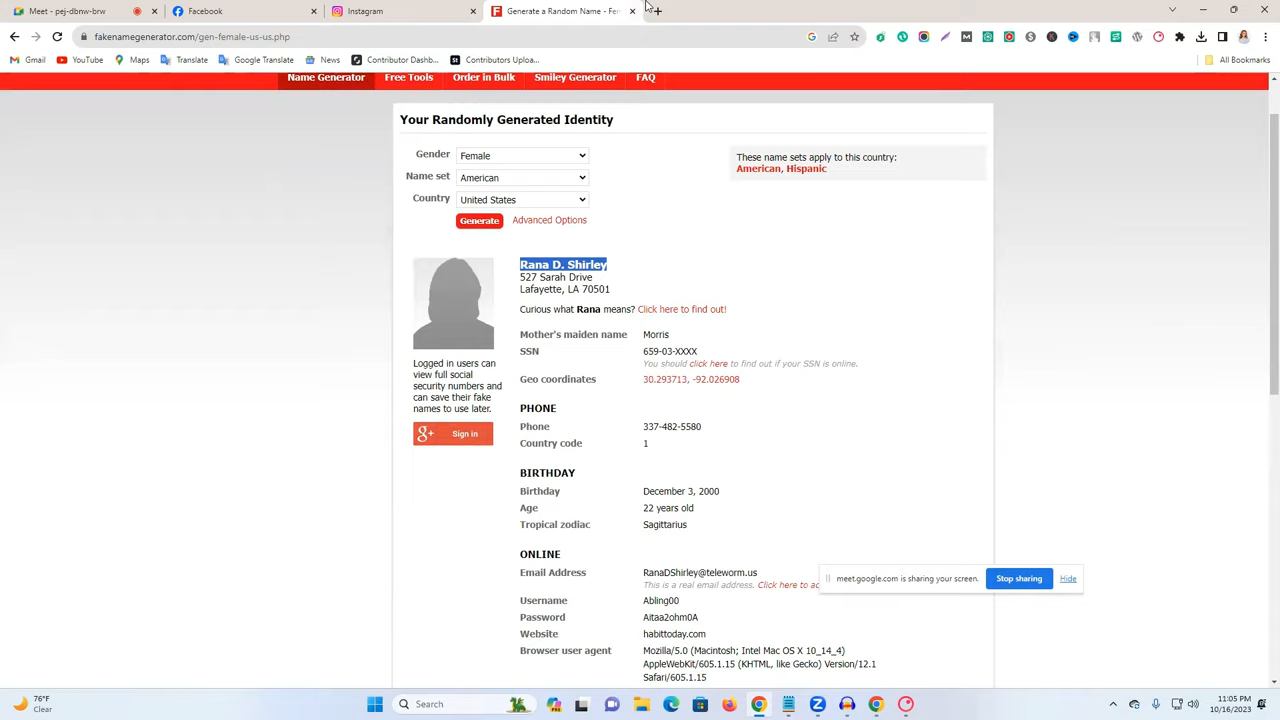 Meet - pej-dbnw-brw
Facebook
Instagram
Generate a Random Name - Fe
fakenamegenerator.com/gen-female-us-us.php
Gmail
YouTube
Maps
Translate
Google Translate
News
Contributor Dashb...
Contributors Uploa...
All Bookmarks
Name Generator
Free Tools
Order in Bulk
Smiley Generator
FAQ
Your Randomly Generated Identity
Gender Female
Name set American
Country United States
Generate Advanced Options
These name sets apply to this country:
American, Hispanic
Rana D. Shirley
527 Sarah Drive
Lafayette, LA 70501
Curious what Rana means? Click here to find out!
Mother's maiden name Morris
SSN 659-03-XXXX
You should click here to find out if your SSN is online.
Geo coordinates 30.293713, -92.026908
Logged in users can
view full social
security numbers and
can save their fake
names to use later.
g+ Sign in
PHONE
Phone 337-482-5580
Country code 1
BIRTHDAY
Birthday December 3, 2000
Age 22 years old
Tropical zodiac Sagittarius
ONLINE
Email Address RanaDShirley@teleworm.us
This is a real email address. Click here to ac
Username Abling00
Password Aitaa2ohm0A
Website habittoday.com
Browser user agent Mozilla/5.0 (Macintosh; Intel Mac OS X 10_14_4)
AppleWebKit/605.1.15 (KHTML, like Gecko) Version/12.1
Safari/605.1.15
meet.google.com is sharing your screen.
Stop sharing
Hide
76°F
Clear
Search
11:05 PM
10/16/2023